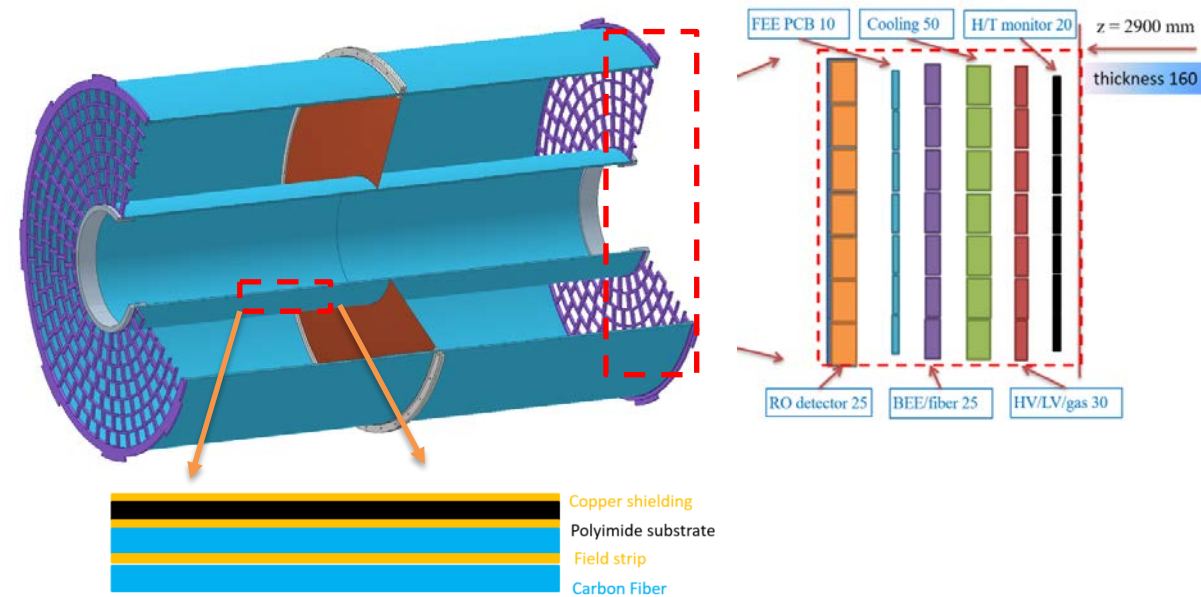 FEE PCB 10
Cooling 50
H/T monitor 20
z = 2900 mm
thickness 160
RO detector 25
BEE/fiber 25
HV/LV/gas 30
Copper shielding
Polyimide substrate
Field strip
Carbon Fiber